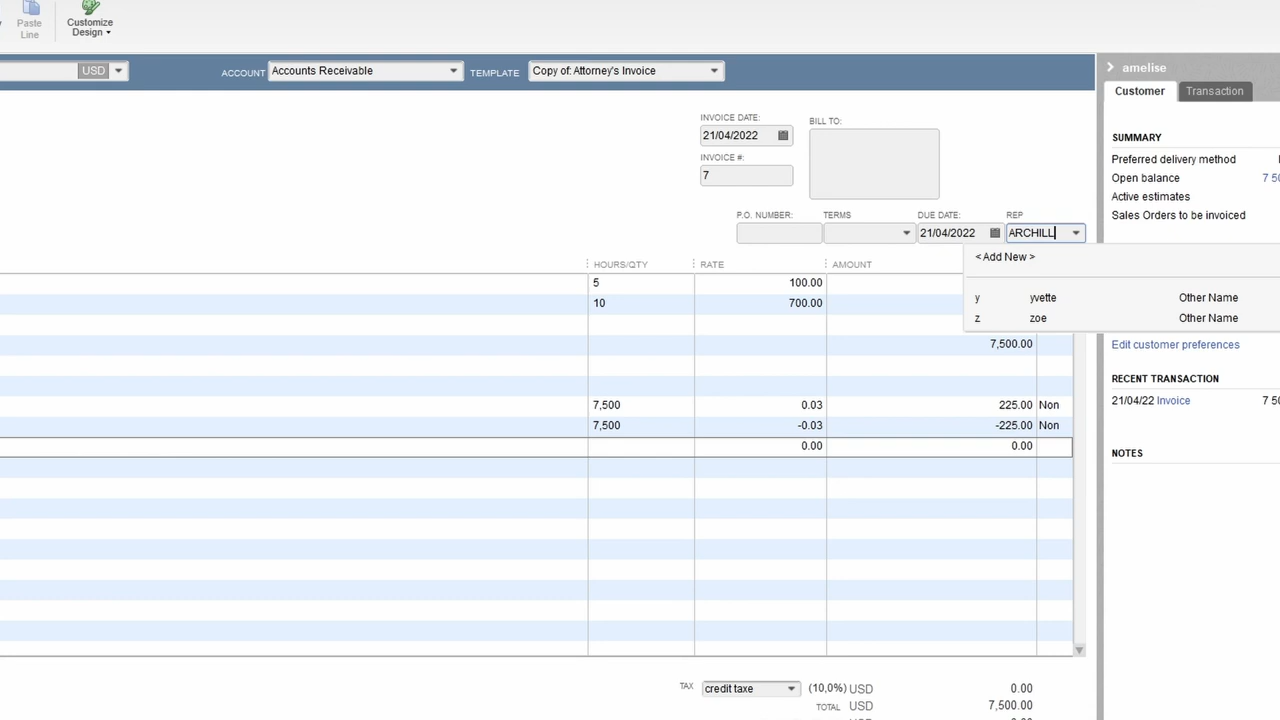 Paste
Line
Customize
Design
USD
ACCOUNT
Accounts Receivable
TEMPLATE
Copy of: Attorney's Invoice
amelise
Customer
Transaction
INVOICE DATE:
21/04/2022
BILL TO:
INVOICE #:
7
SUMMARY
Preferred delivery method
Open balance
7 50
Active estimates
Sales Orders to be invoiced
P.O. NUMBER:
TERMS
DUE DATE:
21/04/2022
REP
ARCHILL
< Add New >
y yvette Other Name
z zoe Other Name
HOURS/QTY RATE AMOUNT
5 100.00
10 700.00
7,500.00
7,500 0.03 225.00 Non
7,500 -0.03 -225.00 Non
0.00 0.00
Edit customer preferences
RECENT TRANSACTION
21/04/22 Invoice 7 50
NOTES
TAX credit taxe (10,0%) USD 0.00
TOTAL USD 7,500.00